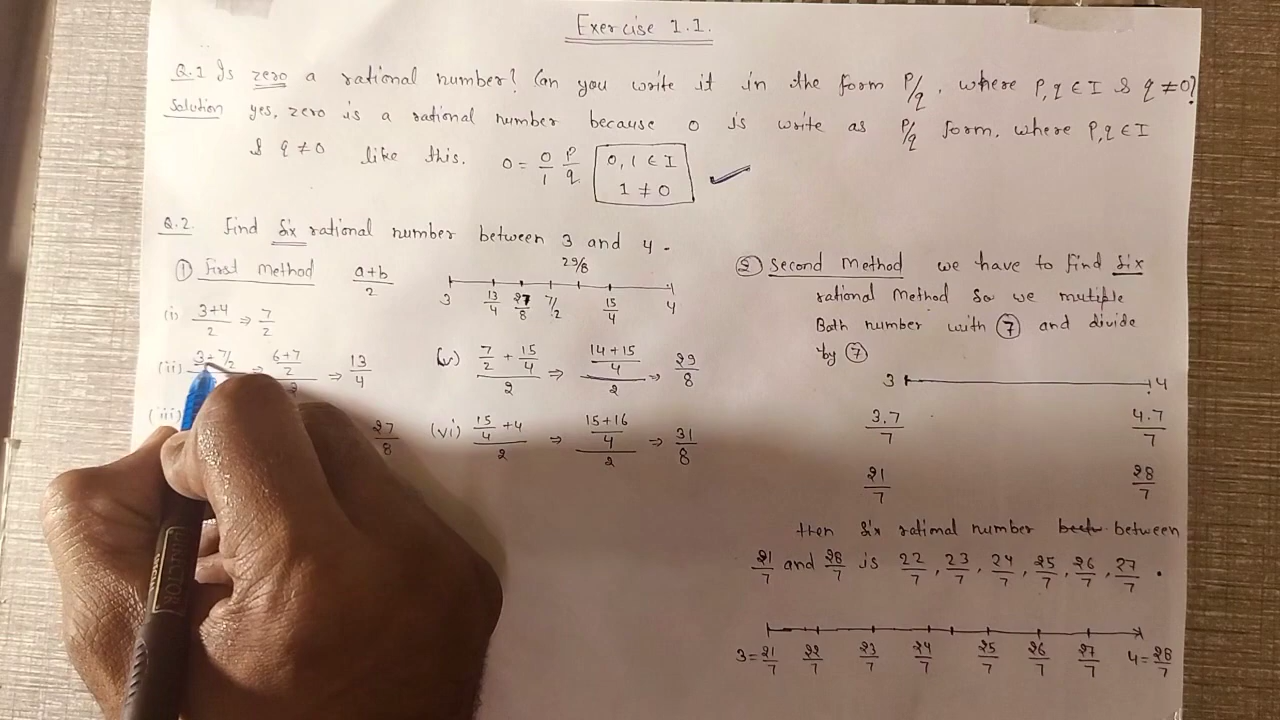 Exercise 1.1.
Q.1 Is zero a rational number? Can you write it in the form P/q, where P, q ∈ I & q ≠ 0?
Solution yes, zero is a rational number because 0 is write as P/q form. where P, q ∈ I
& q ≠ 0 like this. 0 = 0/1 P/q 0, 1 ∈ I
1 ≠ 0
Q.2. Find Six rational number between 3 and 4.
① First Method a+b/2
(i) 3+4/2 ⇒ 7/2
3 13/4 27/8 7/2 29/8 15/4 4
(ii) 3+7/2 ⇒ 6+7/2/2 ⇒ 13/4
(iii) 27/8
(v) 7/2 + 15/4/2 ⇒ 14+15/4/2 ⇒ 29/8
(vi) 15/4 + 4/2 ⇒ 15+16/4/2 ⇒ 31/8
② Second Method we have to find Six
rational Method So we mutiple
Bath number with ⑦ and divide
by ⑦
3 4
3.7/7 4.7/7
21/7 28/7
then Six rational number between
21/7 and 28/7 is 22/7, 23/7, 24/7, 25/7, 26/7, 27/7.
3=21/7 22/7 23/7 24/7 25/7 26/7 27/7 4=28/7